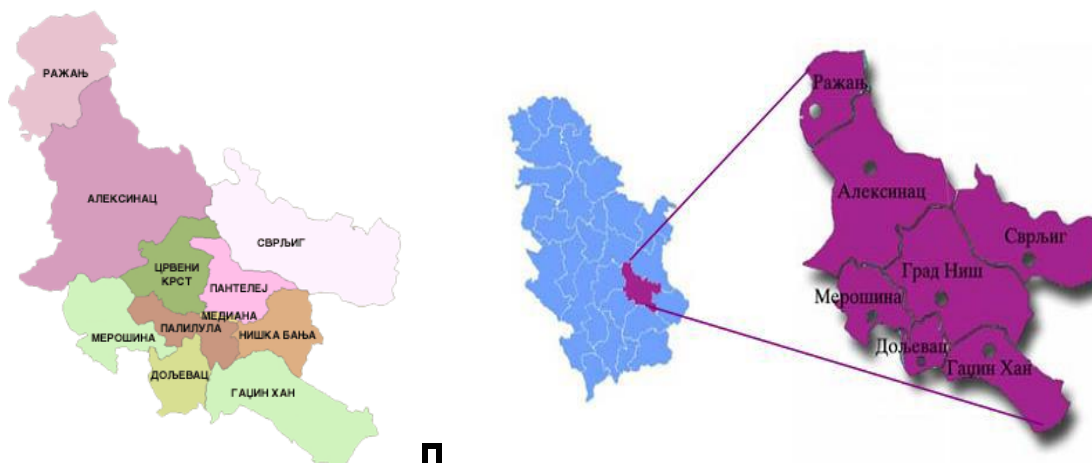 РАЖАЊ
АЛЕКСИНАЦ
СВРЉИГ
ЦРВЕНИ
КРСТ
ПАНТЕЛЕЈ
МЕДИАНА
ПАЛИЛУЛА
НИШКА БАЊА
МЕРОШИНА
ДОЉЕВАЦ
ГАЏИН ХАН
П
Ражањ
Алексинац
Сврљиг
Град Ниш
Мерошина
Дољевац
Гаџин Хан